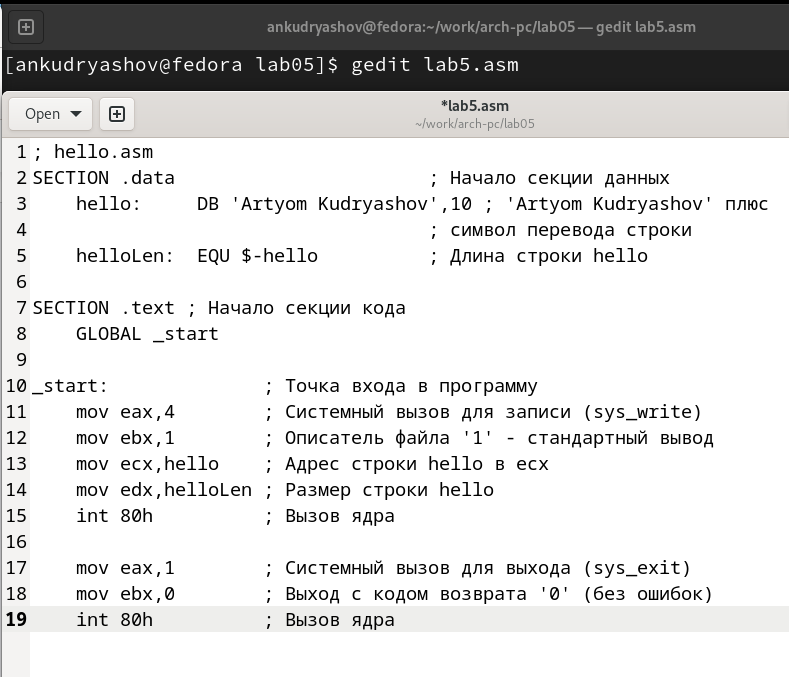 ankudryashov@fedora:~/work/arch-pc/lab05 — gedit lab5.asm
[ankudryashov@fedora lab05]$ gedit lab5.asm
Open
*lab5.asm
~/work/arch-pc/lab05
1 ; hello.asm
2 SECTION .data ; Начало секции данных
3 hello: DB 'Artyom Kudryashov',10 ; 'Artyom Kudryashov' плюс
4 ; символ перевода строки
5 helloLen: EQU $-hello ; Длина строки hello
6
7 SECTION .text ; Начало секции кода
8 GLOBAL _start
9
10 _start: ; Точка входа в программу
11 mov eax,4 ; Системный вызов для записи (sys_write)
12 mov ebx,1 ; Описатель файла '1' - стандартный вывод
13 mov ecx,hello ; Адрес строки hello в ecx
14 mov edx,helloLen ; Размер строки hello
15 int 80h ; Вызов ядра
16
17 mov eax,1 ; Системный вызов для выхода (sys_exit)
18 mov ebx,0 ; Выход с кодом возврата '0' (без ошибок)
19 int 80h ; Вызов ядра